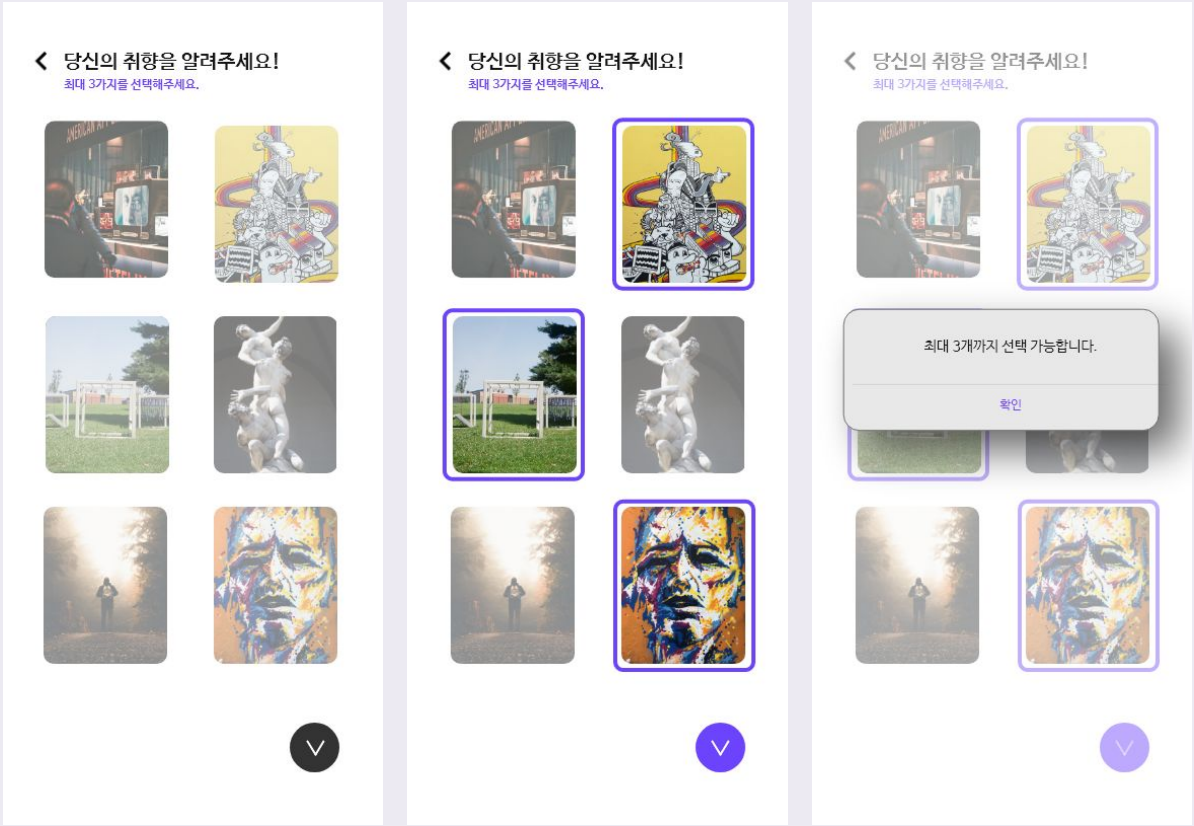 당신의 취향을 알려주세요!
최대 3가지를 선택해주세요.
AMERICAN APP
당신의 취향을 알려주세요!
최대 3가지를 선택해주세요.
당신의 취향을 알려주세요!
최대 3가지를 선택해주세요.
최대 3개까지 선택 가능합니다.
확인